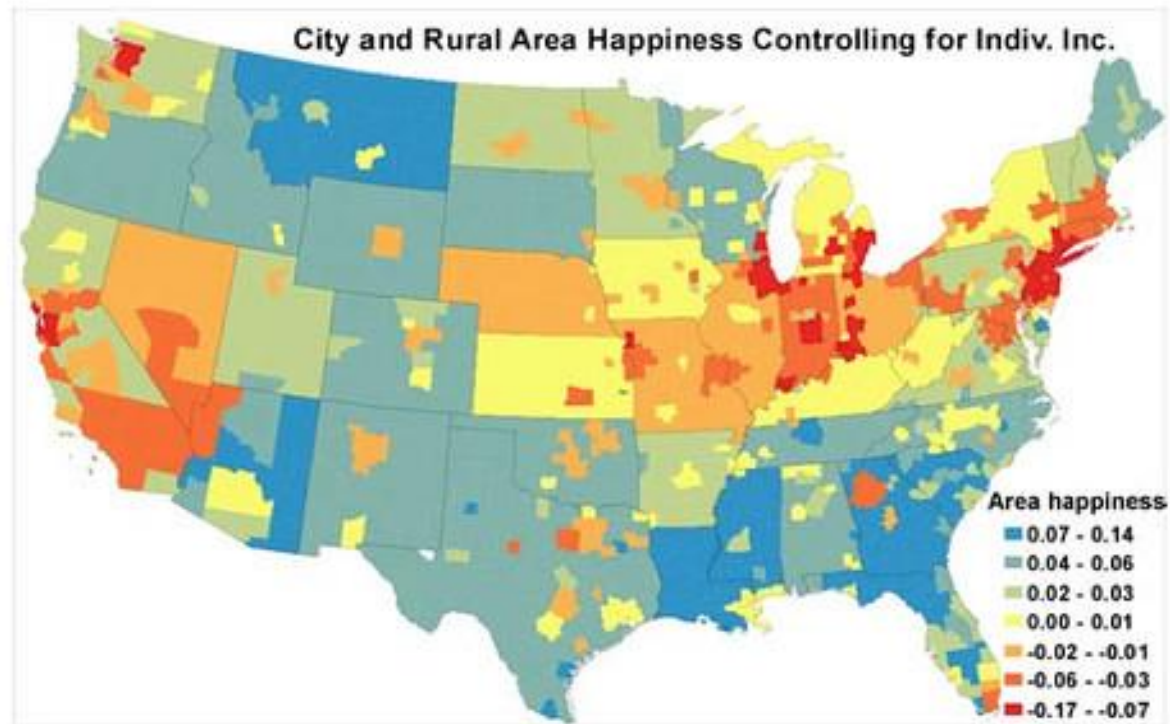 City and Rural Area Happiness Controlling for Indiv. Inc.
Area happiness
0.07 - 0.14
0.04 - 0.06
0.02 - 0.03
0.00 - 0.01
-0.02 - -0.01
-0.06 - -0.03
-0.17 - -0.07